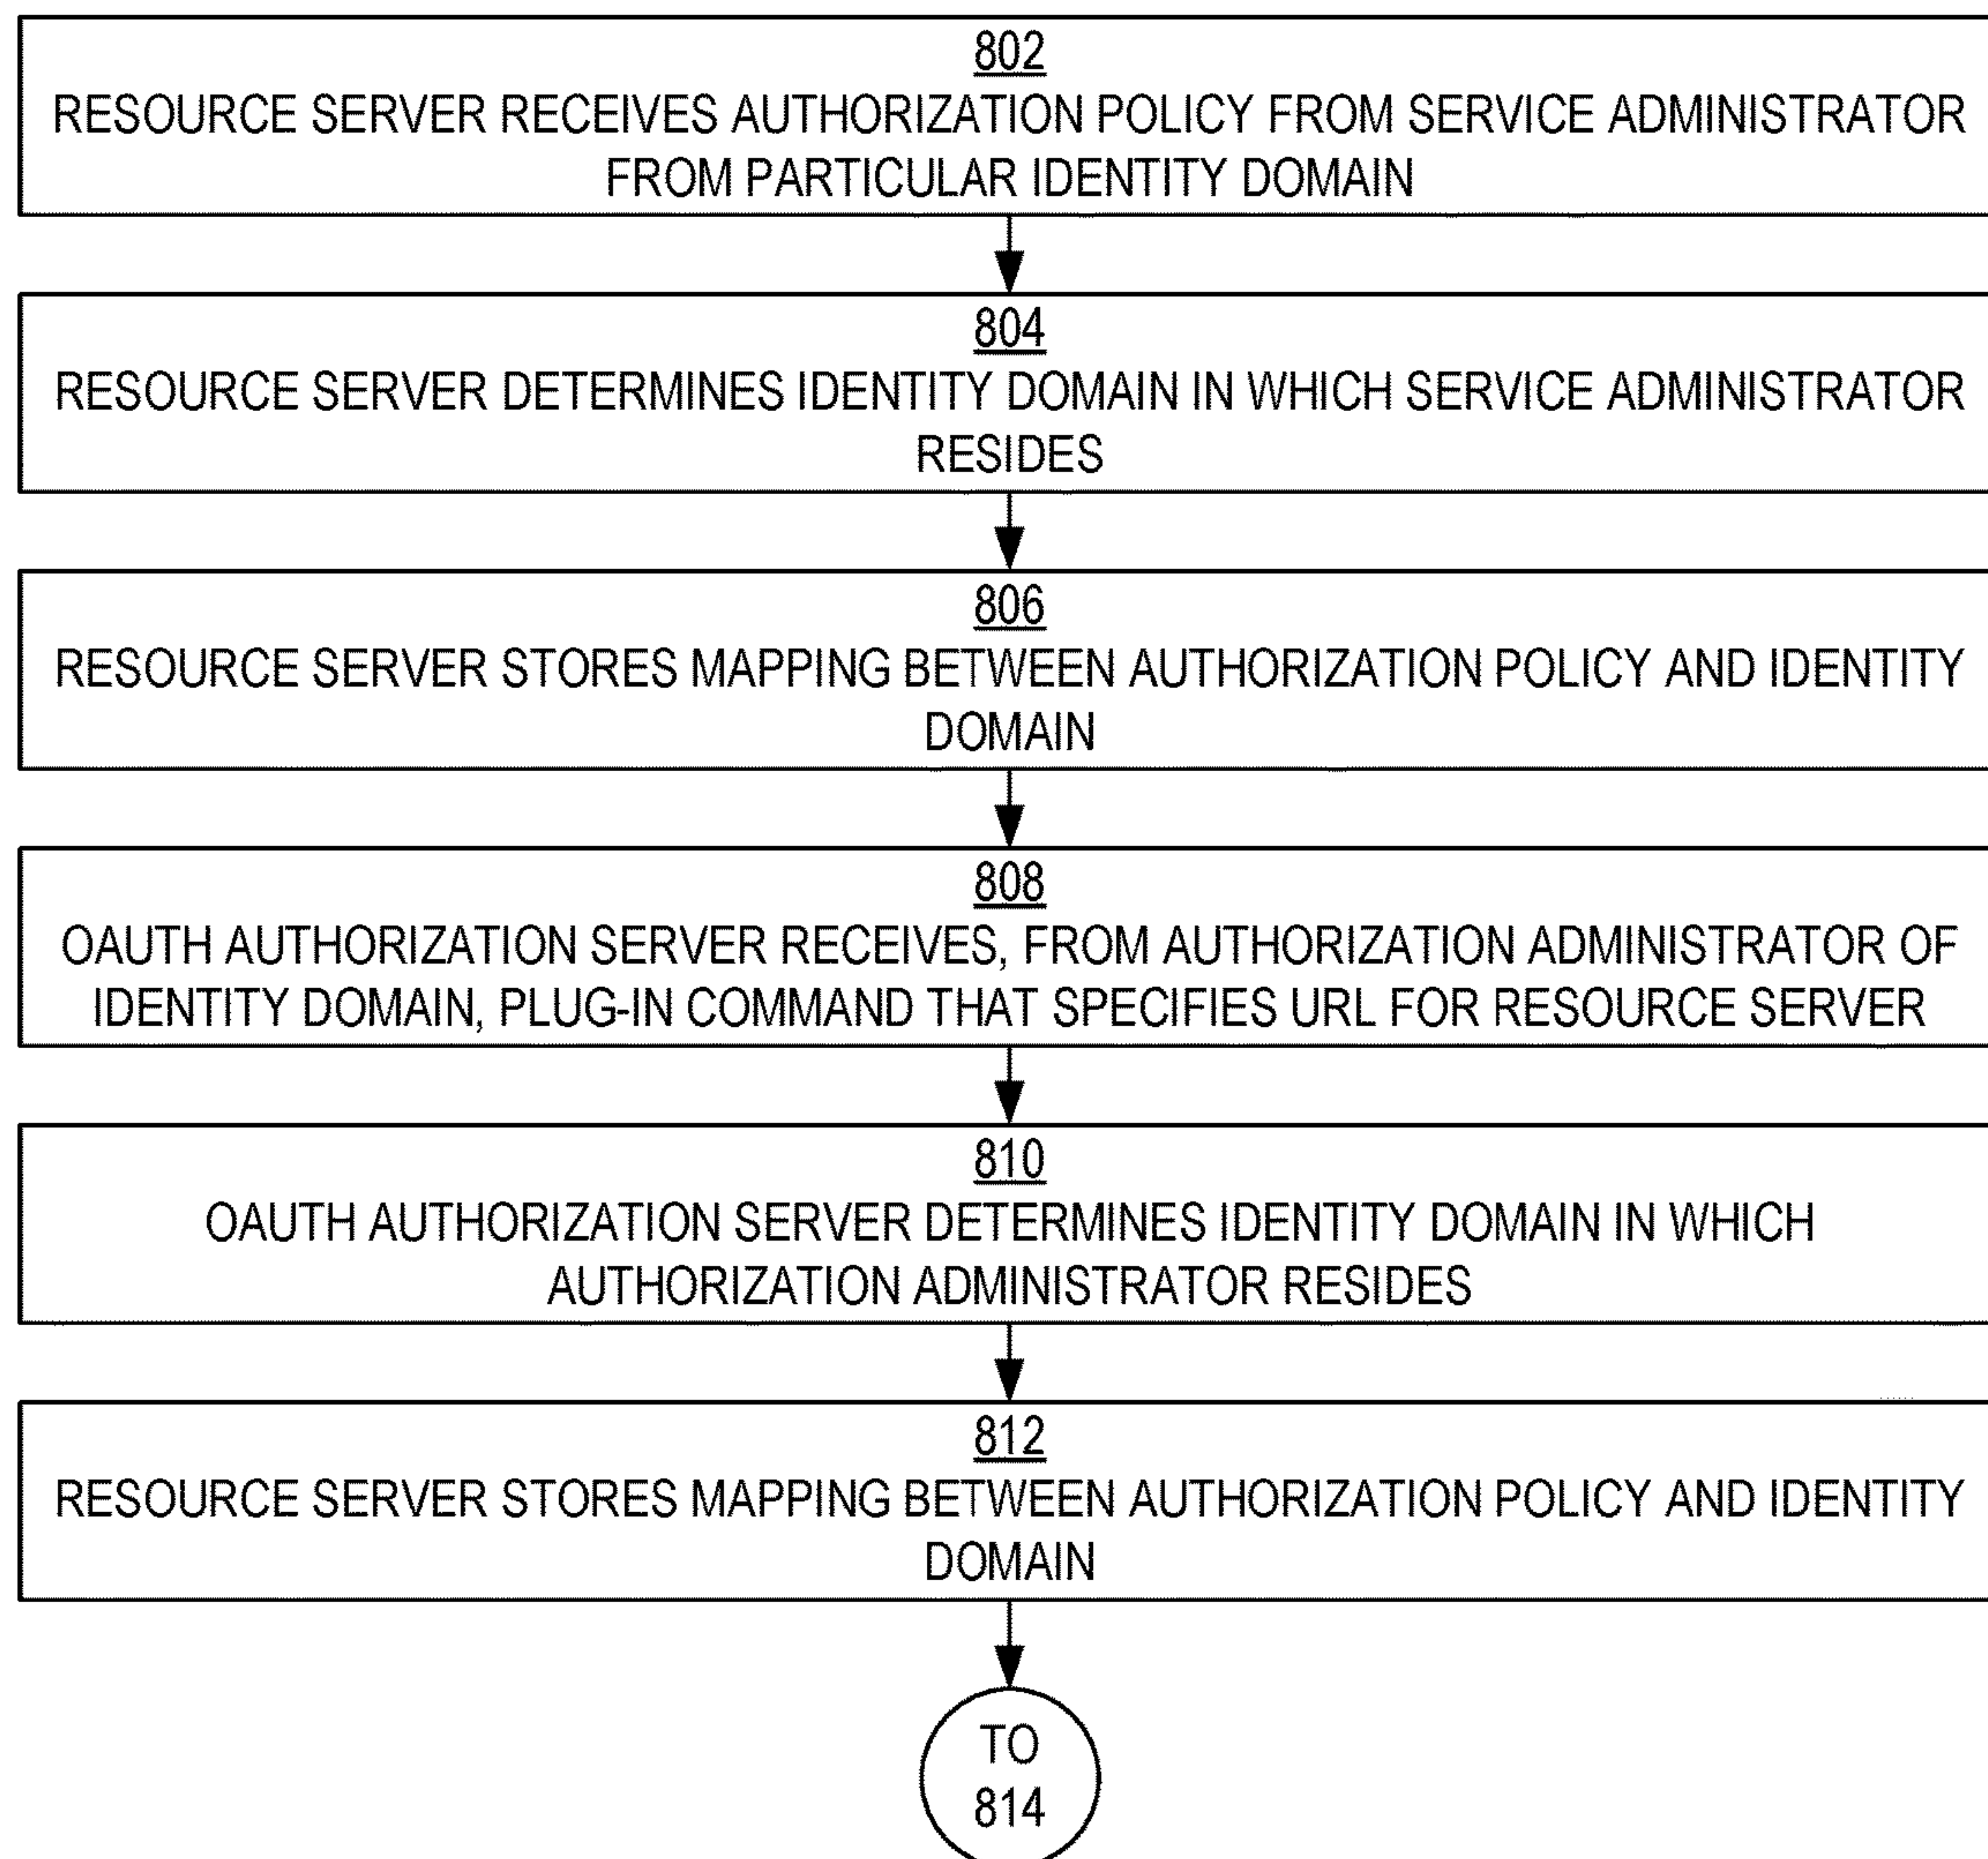 802
RESOURCE SERVER RECEIVES AUTHORIZATION POLICY FROM SERVICE ADMINISTRATOR
FROM PARTICULAR IDENTITY DOMAIN
804
RESOURCE SERVER DETERMINES IDENTITY DOMAIN IN WHICH SERVICE ADMINISTRATOR
RESIDES
806
RESOURCE SERVER STORES MAPPING BETWEEN AUTHORIZATION POLICY AND IDENTITY
DOMAIN
808
OAUTH AUTHORIZATION SERVER RECEIVES, FROM AUTHORIZATION ADMINISTRATOR OF
IDENTITY DOMAIN, PLUG-IN COMMAND THAT SPECIFIES URL FOR RESOURCE SERVER
810
OAUTH AUTHORIZATION SERVER DETERMINES IDENTITY DOMAIN IN WHICH
AUTHORIZATION ADMINISTRATOR RESIDES
812
RESOURCE SERVER STORES MAPPING BETWEEN AUTHORIZATION POLICY AND IDENTITY
DOMAIN
TO
814